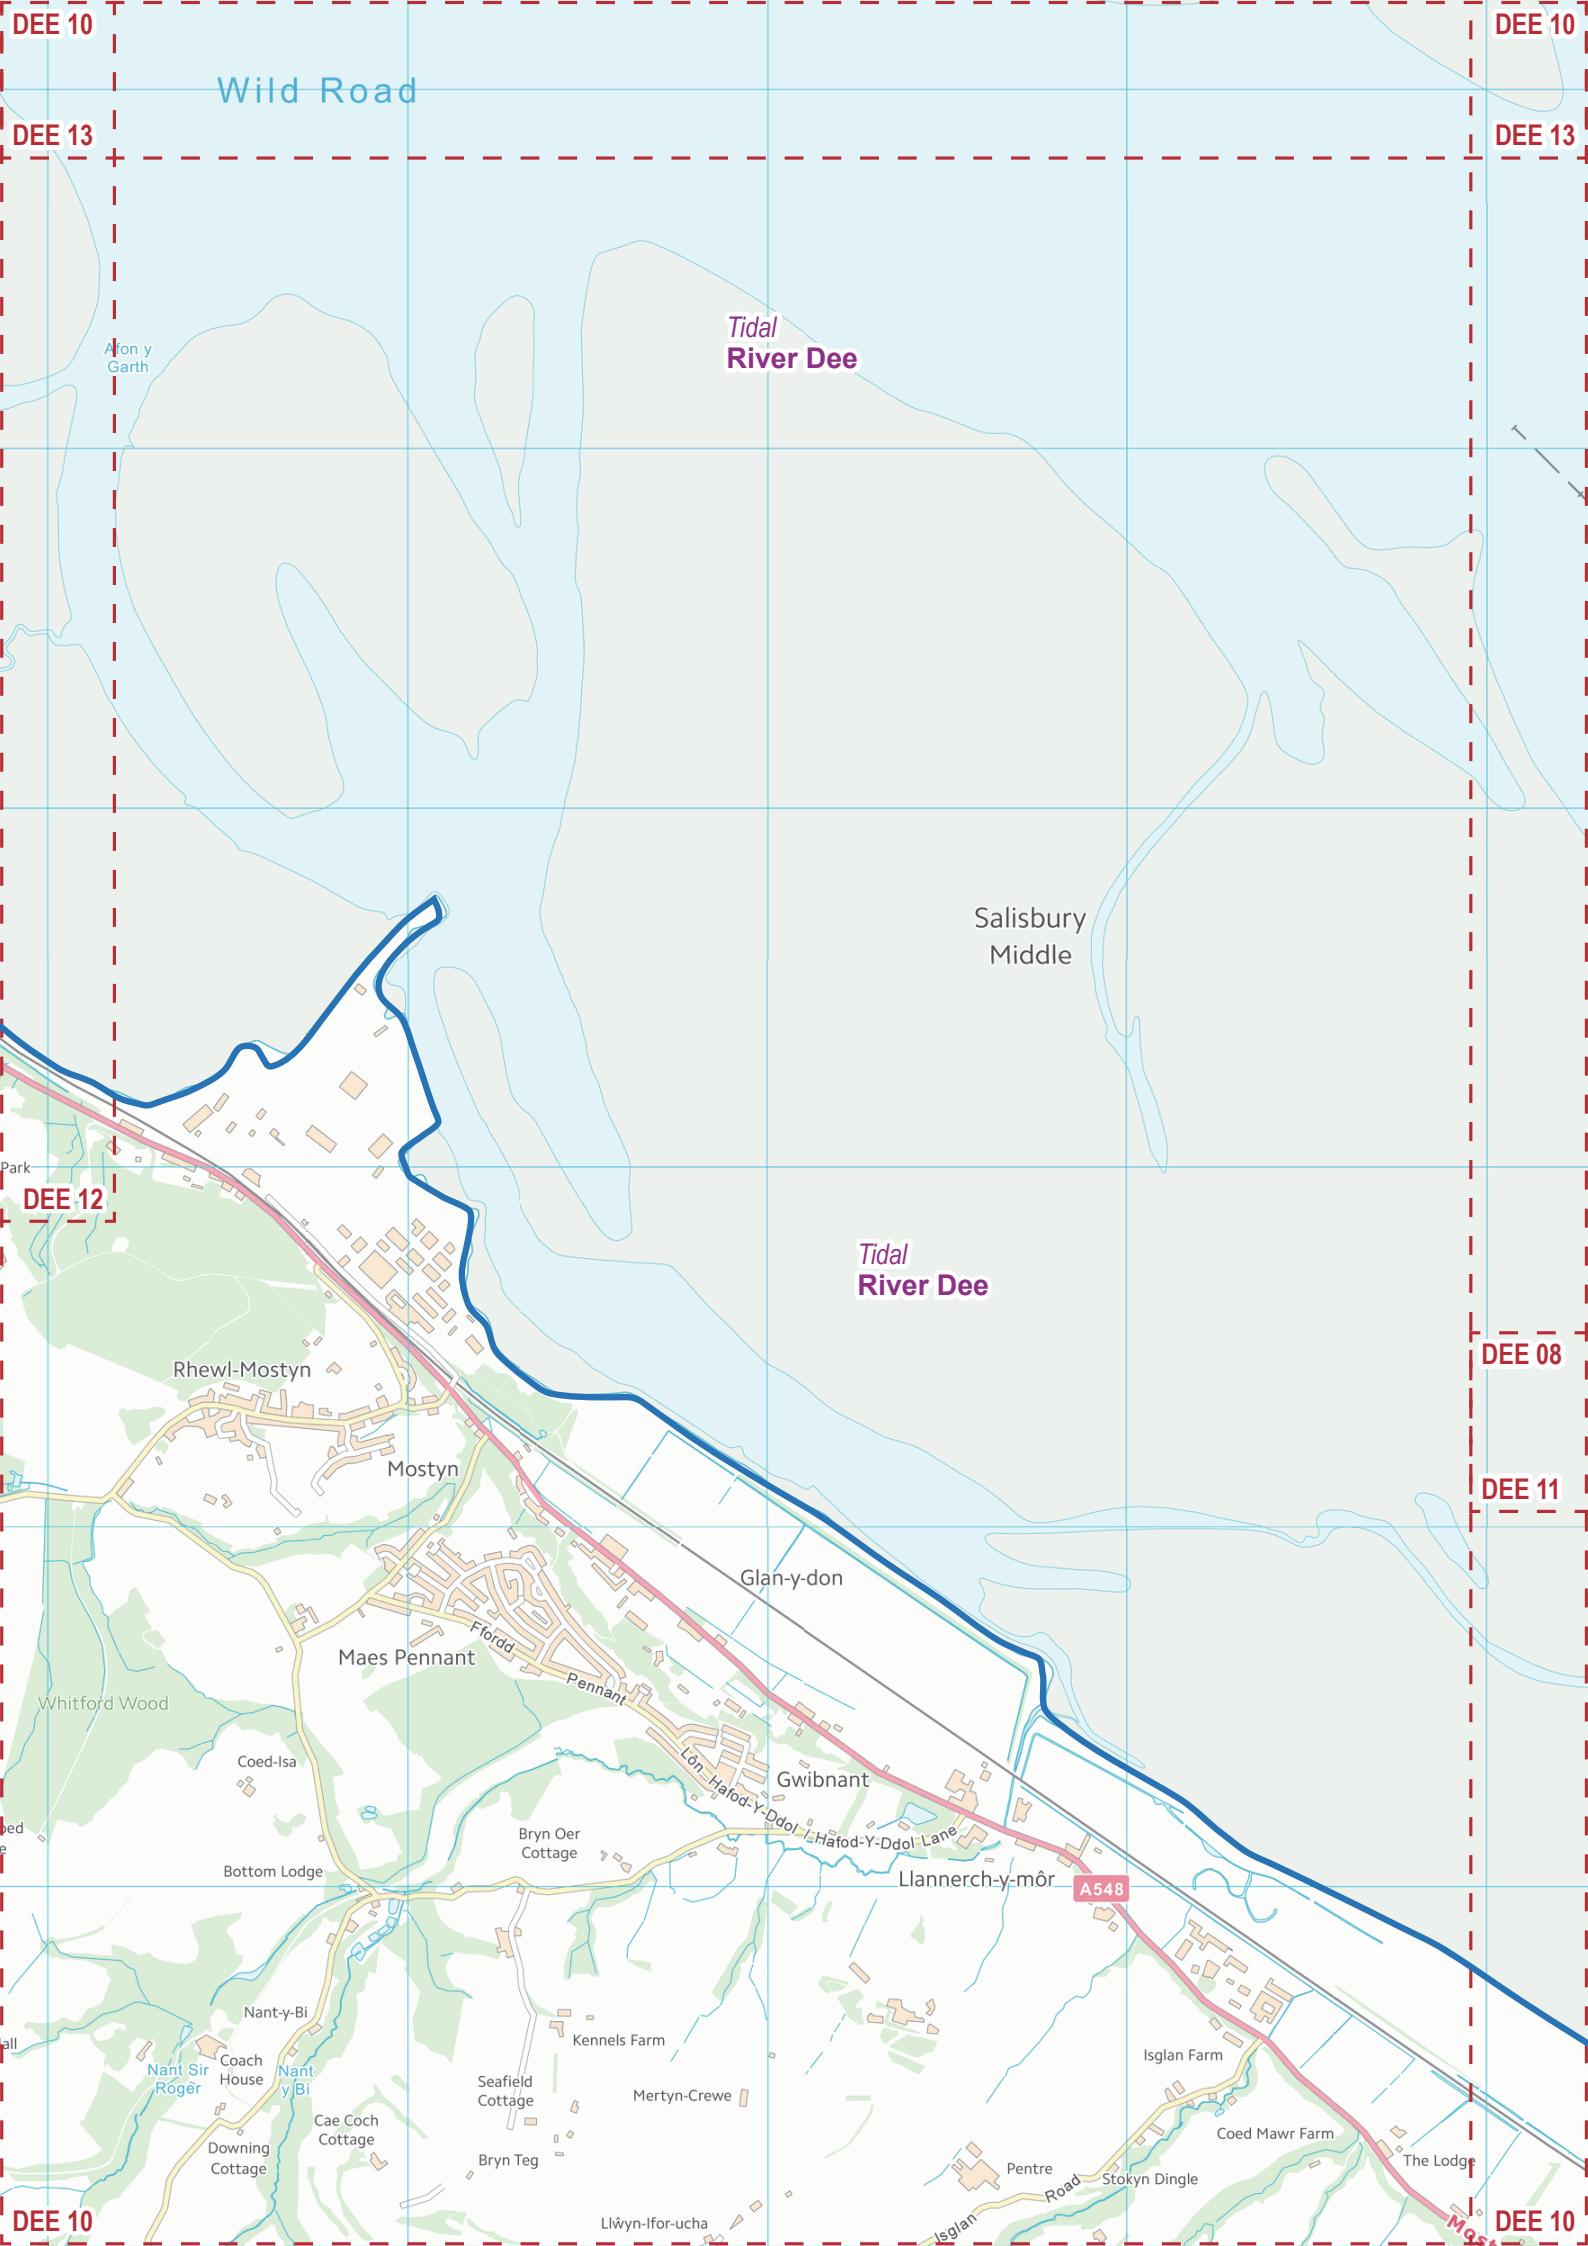 DEE 10
DEE 10
Wild Road
DEE 13
DEE 13
Tidal
River Dee
Afon y
Garth
Salisbury
Middle
Park
DEE 12
Tidal
River Dee
DEE 08
Rhewl-Mostyn
Mostyn
DEE 11
Glan-y-don
Ffordd
Pennant
Maes Pennant
Whitford Wood
Coed-Isa
Lôn Hafod-Y-Ddol / Hafod-Y-Ddol Lane
Gwibnant
Bryn Oer
Cottage
Bottom Lodge
Llannerch-y-môr
A548
Nant-y-Bi
Kennels Farm
Coach
House
Nant Sir
Roger
Nant
y Bi
Isglan Farm
Seafield
Cottage
Mertyn-Crewe
Cae Coch
Cottage
Coed Mawr Farm
Downing
Cottage
Bryn Teg
The Lodge
Pentre
Stokyn Dingle
Isglan Road
Llŵyn-Ifor-ucha
DEE 10
DEE 10